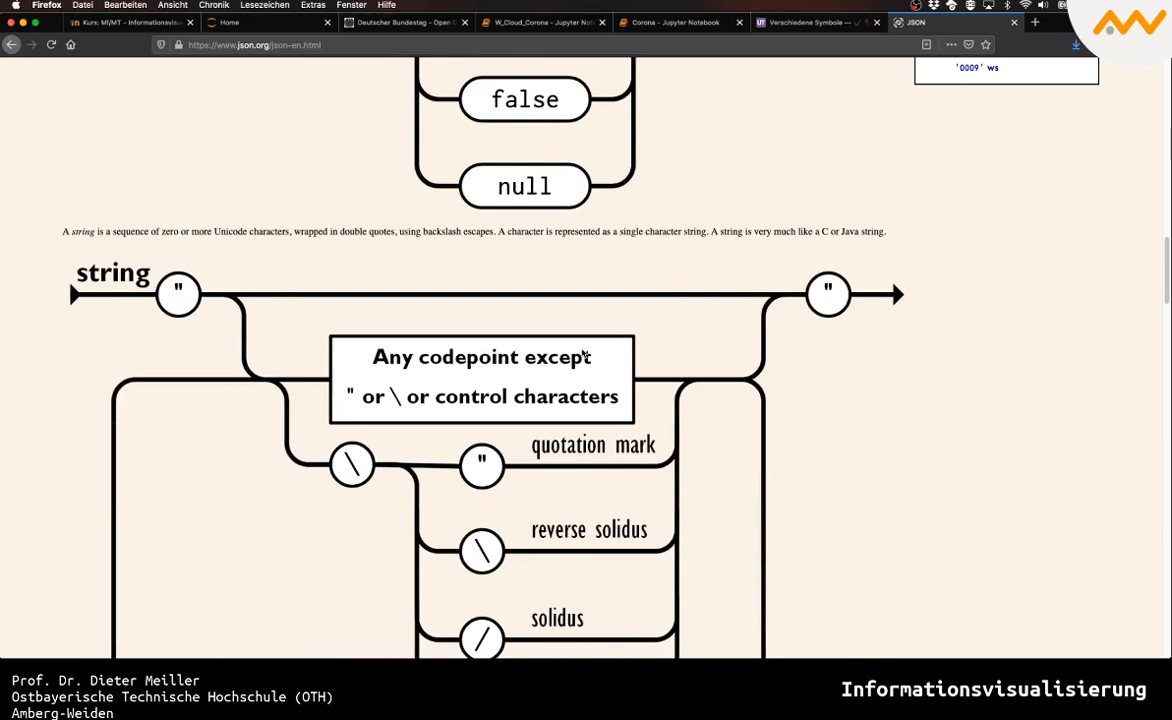 Firefox Datei Bearbeiten Ansicht Chronik Lesezeichen Extras Fenster Hilfe
Kurs: MI/MT - Informationsvisu
Home
Deutscher Bundestag - Open D
W_Cloud_Corona - Jupyter Note
Corona - Jupyter Notebook
Verschiedene Symbole —
JSON
https://www.json.org/json-en.html
'0009' ws
false
null
A string is a sequence of zero or more Unicode characters, wrapped in double quotes, using backslash escapes. A character is represented as a single character string. A string is very much like a C or Java string.
string
" "
Any codepoint except
" or \ or control characters
\ " quotation mark
\ reverse solidus
/ solidus
Prof. Dr. Dieter Meiller
Ostbayerische Technische Hochschule (OTH)
Amberg-Weiden
Informationsvisualisierung